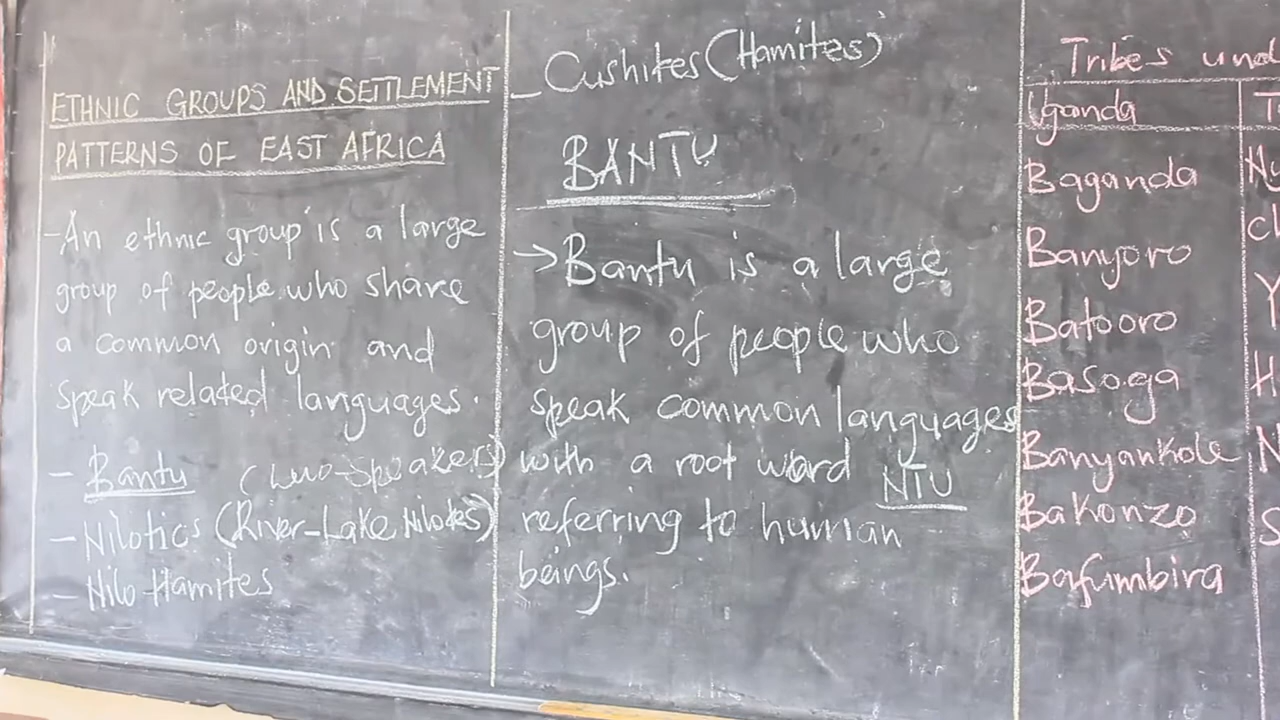 ETHNIC GROUPS AND SETTLEMENT
PATTERNS OF EAST AFRICA
-An ethnic group is a large
group of people who share
a common origin and
speak related languages.
- Bantu (Luo-speakers)
- Nilotics (River-Lake Nilotes)
- Nilo Hamites
- Cushites (Hamites)
BANTU
→ Bantu is a large
group of people who
speak common languages
with a root word NTU
referring to human
beings.
Tribes und
Uganda
Baganda
Banyoro
Batooro
Basoga
Banyankole
Bakonzo
Bafumbira